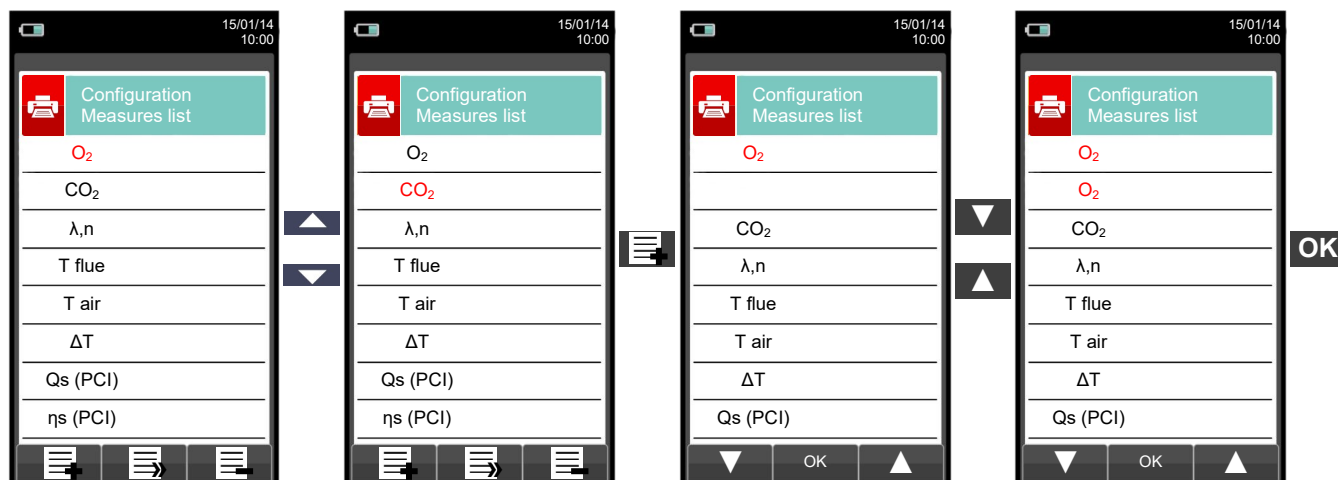 15/01/14
10:00
Configuration
Measures list
O₂
CO₂
λ,n
T flue
T air
ΔT
Qs (PCI)
ηs (PCI)
15/01/14
10:00
Configuration
Measures list
O₂
CO₂
λ,n
T flue
T air
ΔT
Qs (PCI)
ηs (PCI)
15/01/14
10:00
Configuration
Measures list
O₂
CO₂
λ,n
T flue
T air
ΔT
Qs (PCI)
OK
15/01/14
10:00
Configuration
Measures list
O₂
O₂
CO₂
λ,n
T flue
T air
ΔT
Qs (PCI)
OK
OK